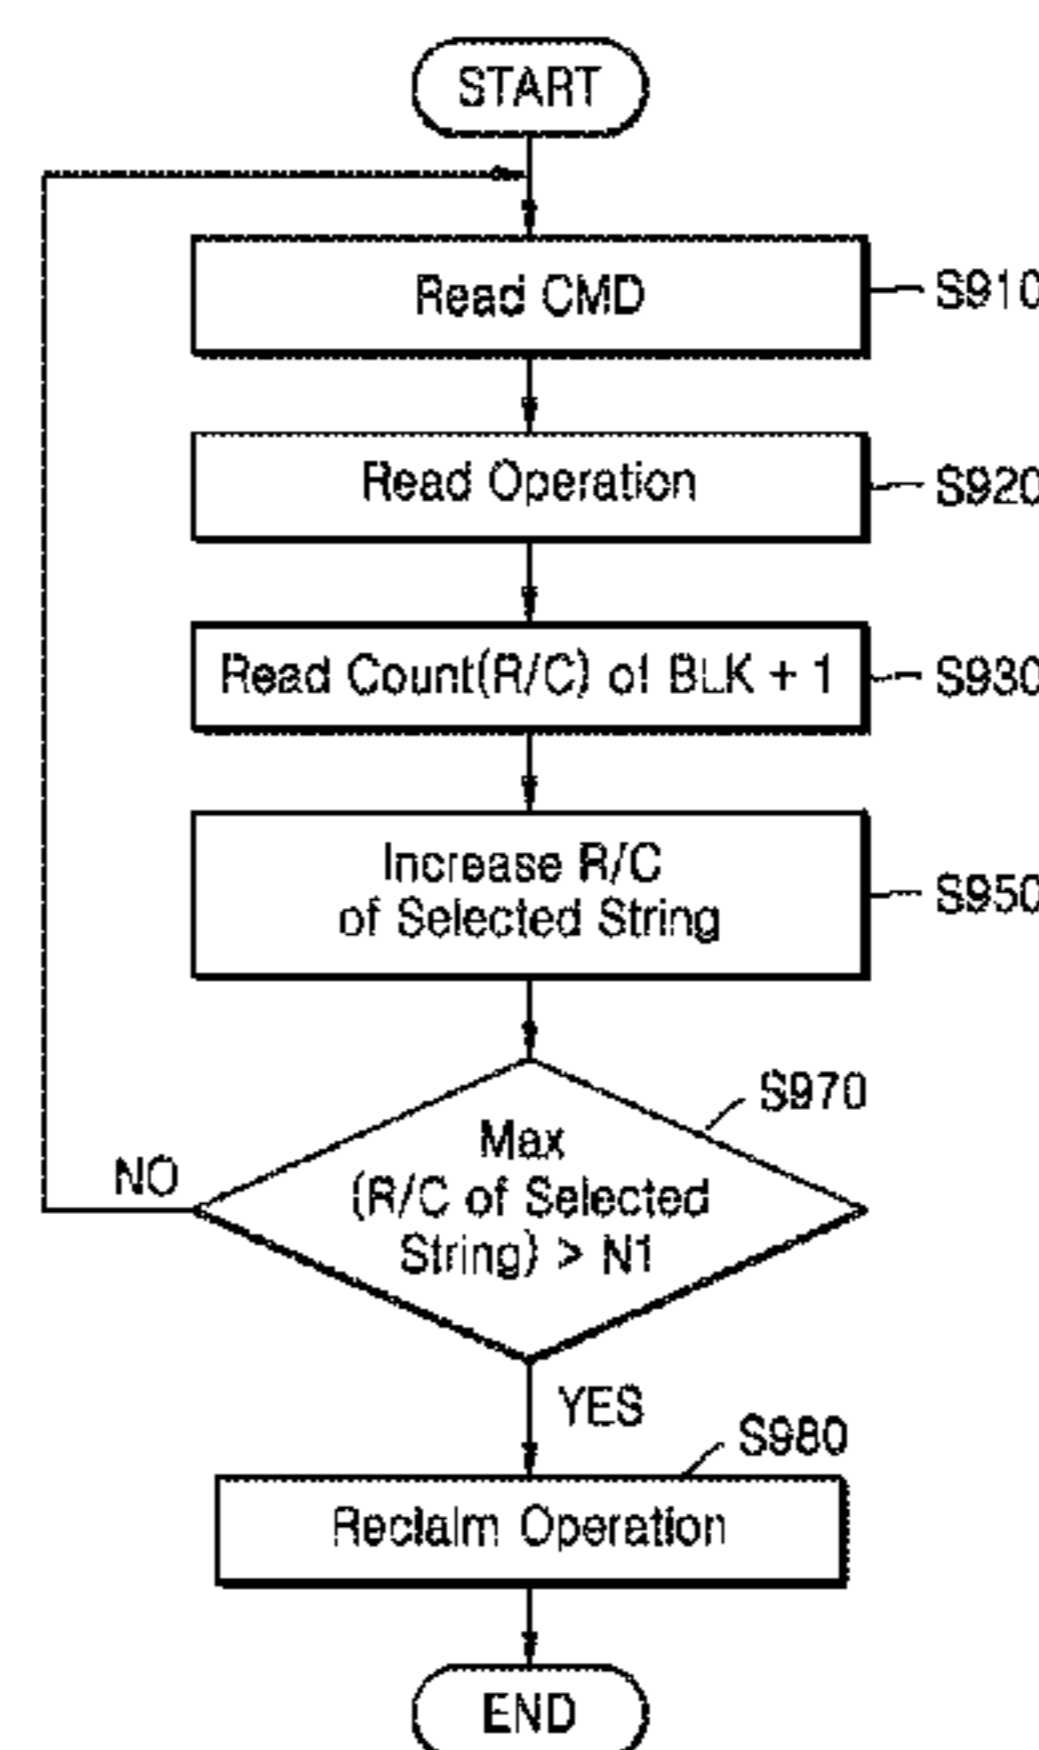 START
Read CMD
S910
Read Operation
S920
Read Count(R/C) of BLK + 1
S930
Increase R/C
of Selected String
S950
S970
Max
(R/C of Selected
String) > N1
NO
YES
S980
Reclaim Operation
END